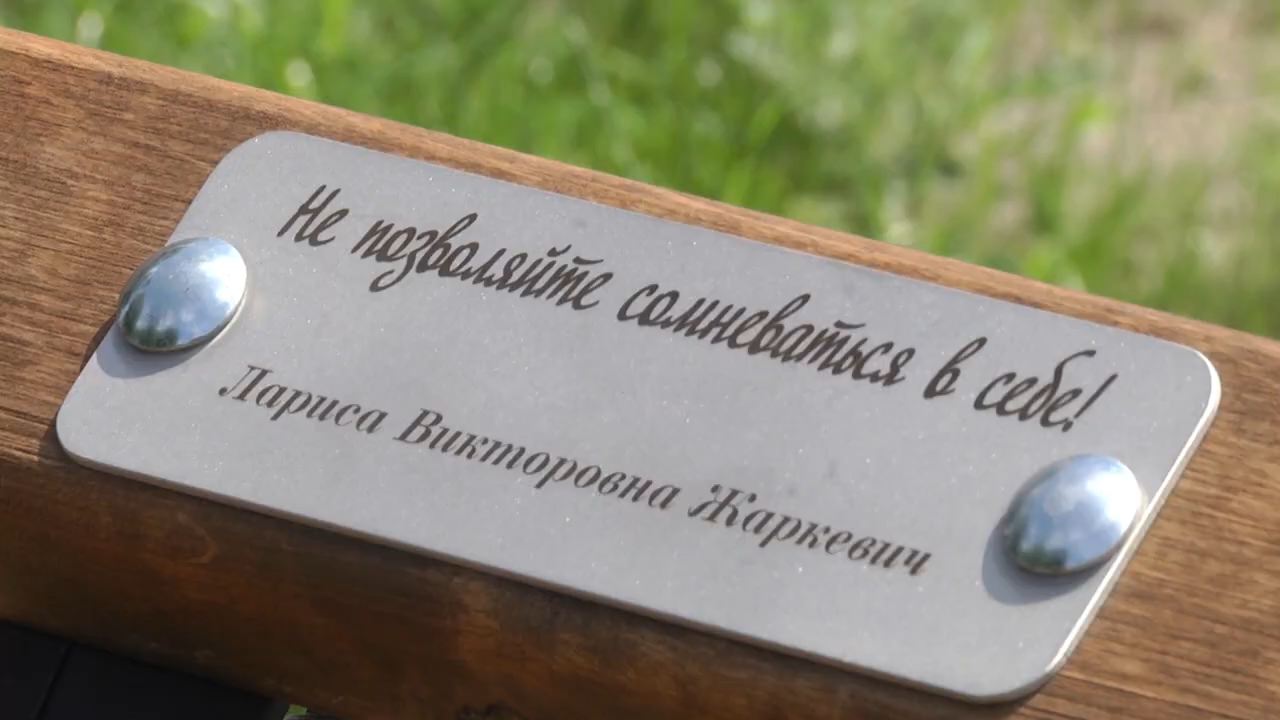 Не позволяйте сомневаться в себе!
Лариса Викторовна Жаркевич